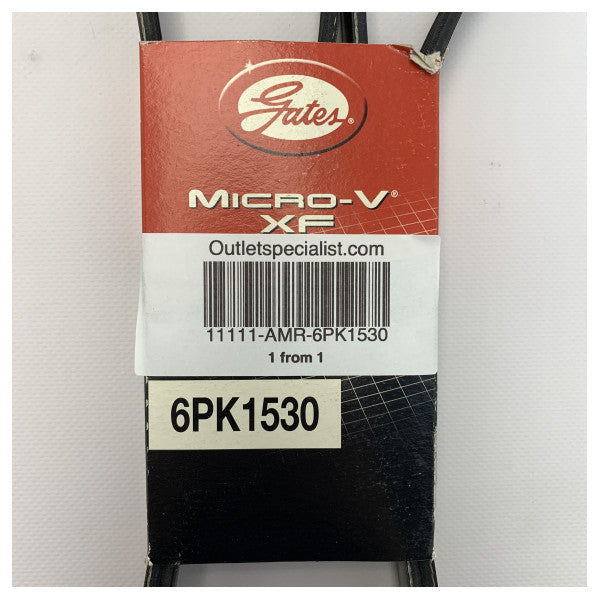 Gates®
MICRO-V®
XF
Outletspecialist.com
11111-AMR-6PK1530
1 from 1
6PK1530